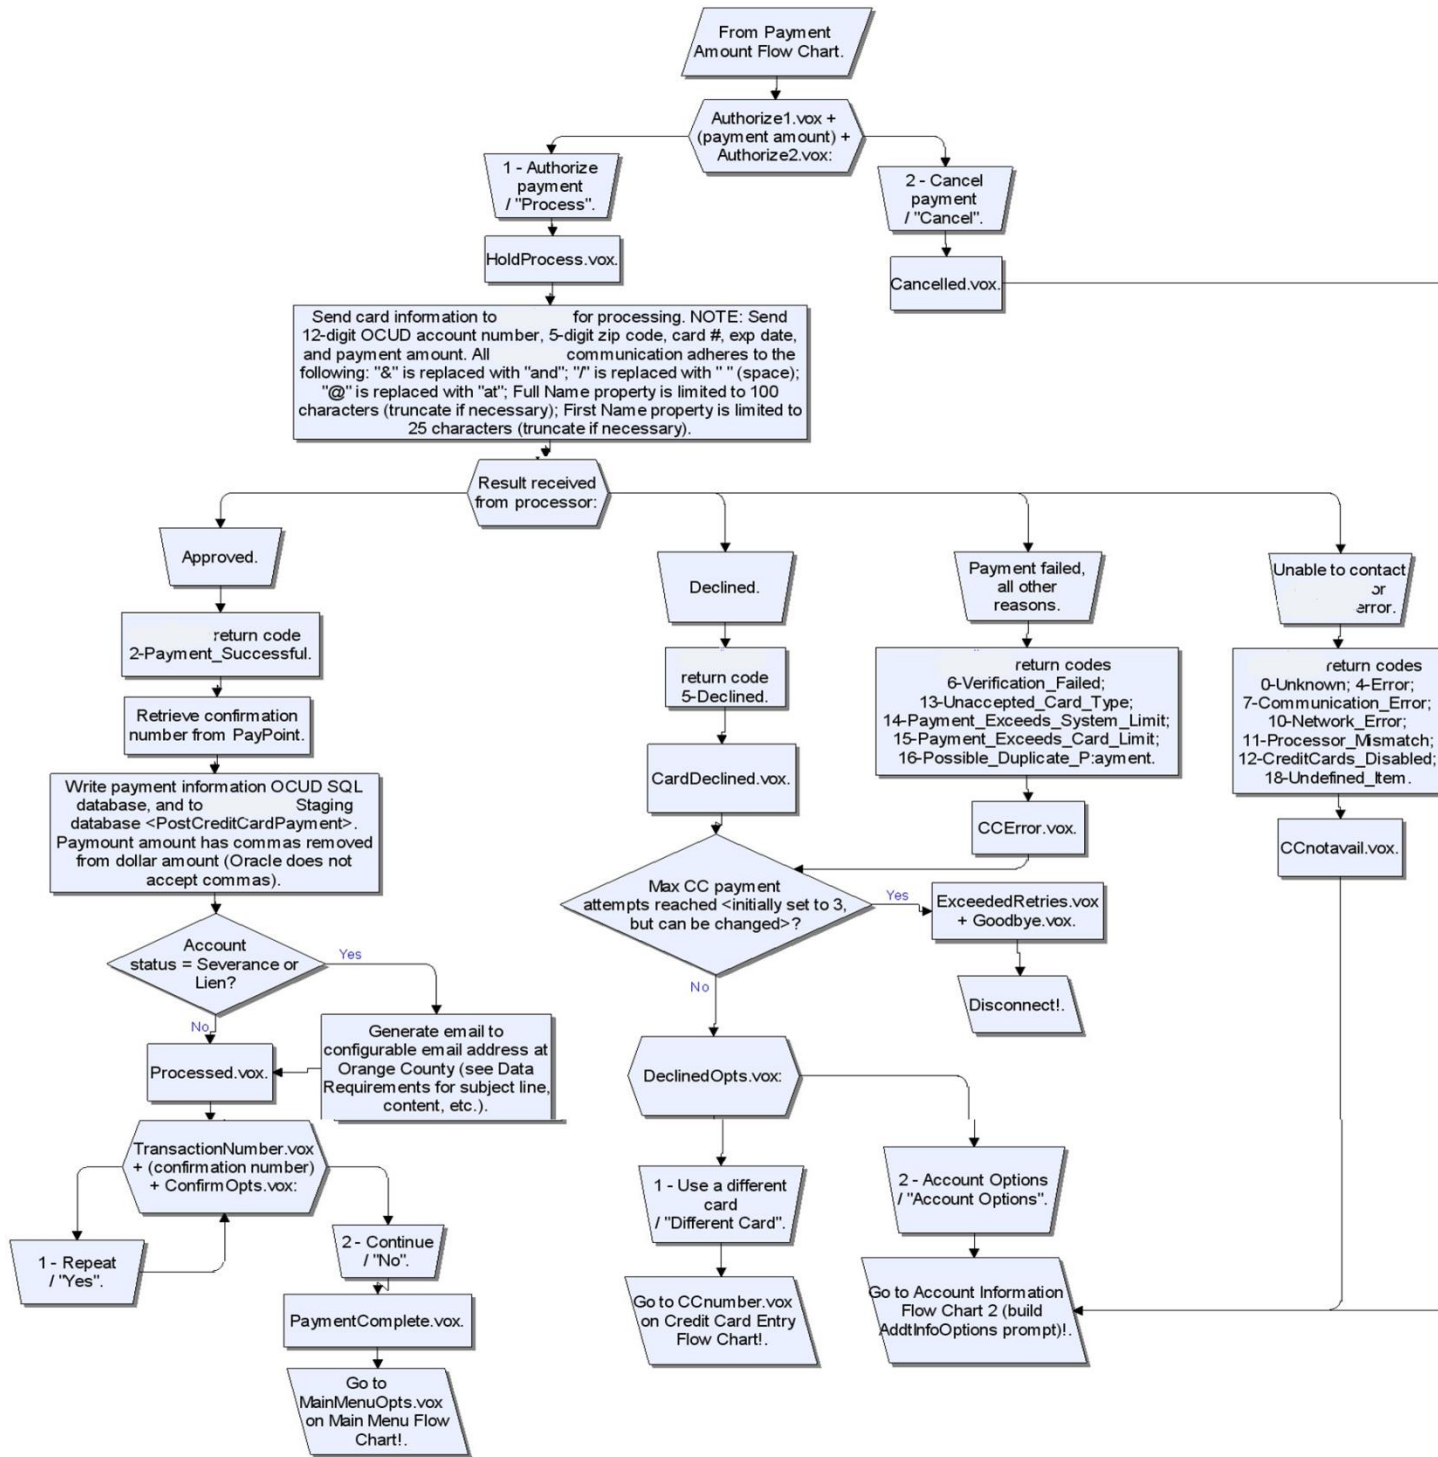 From Payment
Amount Flow Chart.
Authorize1.vox +
(payment amount) +
Authorize2.vox:
1 - Authorize
payment
/ "Process".
2 - Cancel
payment
/ "Cancel".
HoldProcess.vox.
Cancelled.vox.
Send card information to for processing. NOTE: Send
12-digit OCUD account number, 5-digit zip code, card #, exp date,
and payment amount. All communication adheres to the
following: "&" is replaced with "and"; "/" is replaced with " " (space);
"@" is replaced with "at"; Full Name property is limited to 100
characters (truncate if necessary); First Name property is limited to
25 characters (truncate if necessary).
Result received
from processor:
Approved.
return code
2-Payment_Successful.
Retrieve confirmation
number from PayPoint.
Write payment information OCUD SQL
database, and to Staging
database <PostCreditCardPayment>.
Paymount amount has commas removed
from dollar amount (Oracle does not
accept commas).
Account
status = Severance or
Lien?
Yes
No
Generate email to
configurable email address at
Orange County (see Data
Requirements for subject line,
content, etc.).
Processed.vox.
TransactionNumber.vox
+ (confirmation number)
+ ConfirmOpts.vox:
1 - Repeat
/ "Yes".
2 - Continue
/ "No".
PaymentComplete.vox.
Go to
MainMenuOpts.vox
on Main Menu Flow
Chart!.
Declined.
return code
5-Declined.
CardDeclined.vox.
Max CC payment
attempts reached <initially set to 3,
but can be changed>?
Yes
No
DeclinedOpts.vox:
1 - Use a different
card
/ "Different Card".
Go to CCnumber.vox
on Credit Card Entry
Flow Chart!.
2 - Account Options
/ "Account Options".
Go to Account Information
Flow Chart 2 (build
AddtInfoOptions prompt)!.
Payment failed,
all other
reasons.
return codes
6-Verification_Failed;
13-Unaccepted_Card_Type;
14-Payment_Exceeds_System_Limit;
15-Payment_Exceeds_Card_Limit;
16-Possible_Duplicate_P:ayment.
CCError.vox.
ExceededRetries.vox
+ Goodbye.vox.
Disconnect!.
Unable to contact
or
error.
return codes
0-Unknown; 4-Error;
7-Communication_Error;
10-Network_Error;
11-Processor_Mismatch;
12-CreditCards_Disabled;
18-Undefined_Item.
CCnotavail.vox.